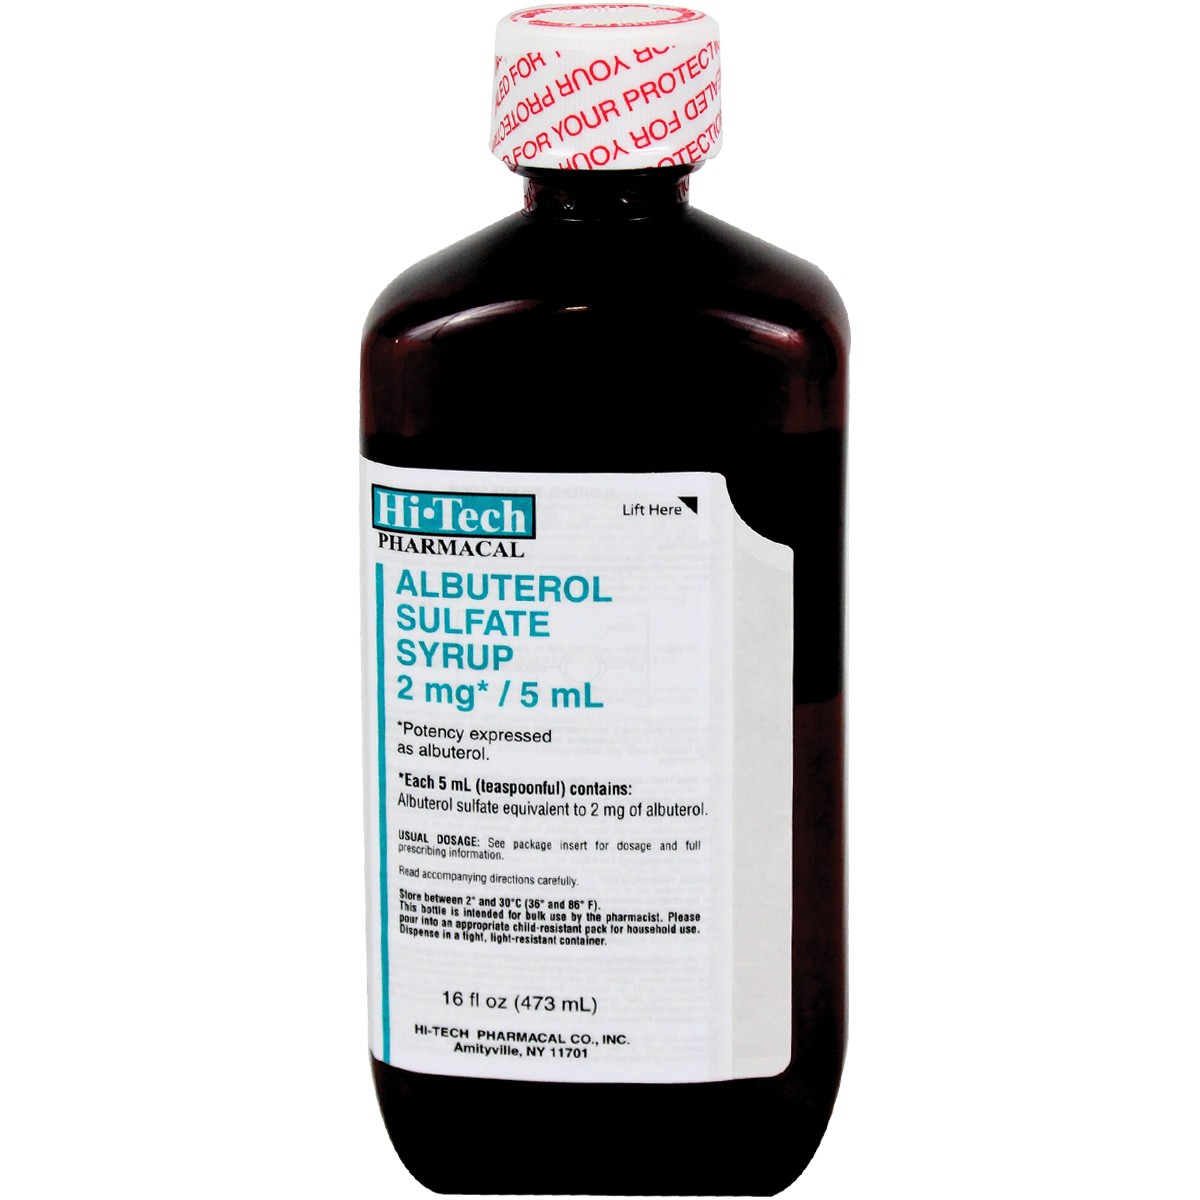 SEALED FOR
PROTECTION FOR YOUR
FOR YOUR PROTECTION
SEALED FOR YOUR
PROTECTION
Hi•Tech
PHARMACAL
Lift Here
ALBUTEROL
SULFATE
SYRUP
2 mg* / 5 mL
*Potency expressed
as albuterol.
*Each 5 mL (teaspoonful) contains:
Albuterol sulfate equivalent to 2 mg of albuterol.
USUAL DOSAGE: See package insert for dosage and full
prescribing information.
Read accompanying directions carefully.
Store between 2° and 30°C (36° and 86° F).
This bottle is intended for bulk use by the pharmacist. Please
pour into an appropriate child-resistant pack for household use.
Dispense in a tight, light-resistant container.
16 fl oz (473 mL)
HI-TECH PHARMACAL CO., INC.
Amityville, NY 11701